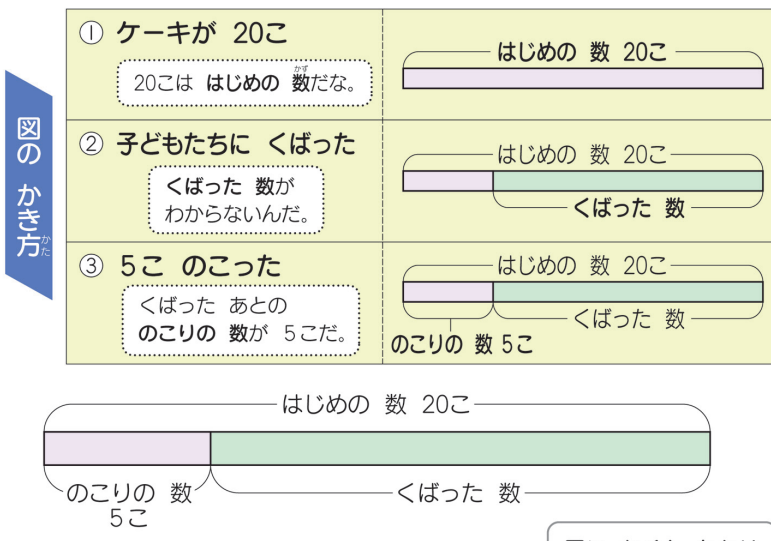 図の かき方
かた
① ケーキが 20こ
かず
20こは はじめの 数だな。
はじめの 数 20こ
② 子どもたちに くばった
くばった 数が
わからないんだ。
はじめの 数 20こ
くばった 数
③ 5こ のこった
くばった あとの
のこりの 数が 5こだ。
はじめの 数 20こ
くばった 数
のこりの 数 5こ
はじめの 数 20こ
のこりの 数
5こ
くばった 数